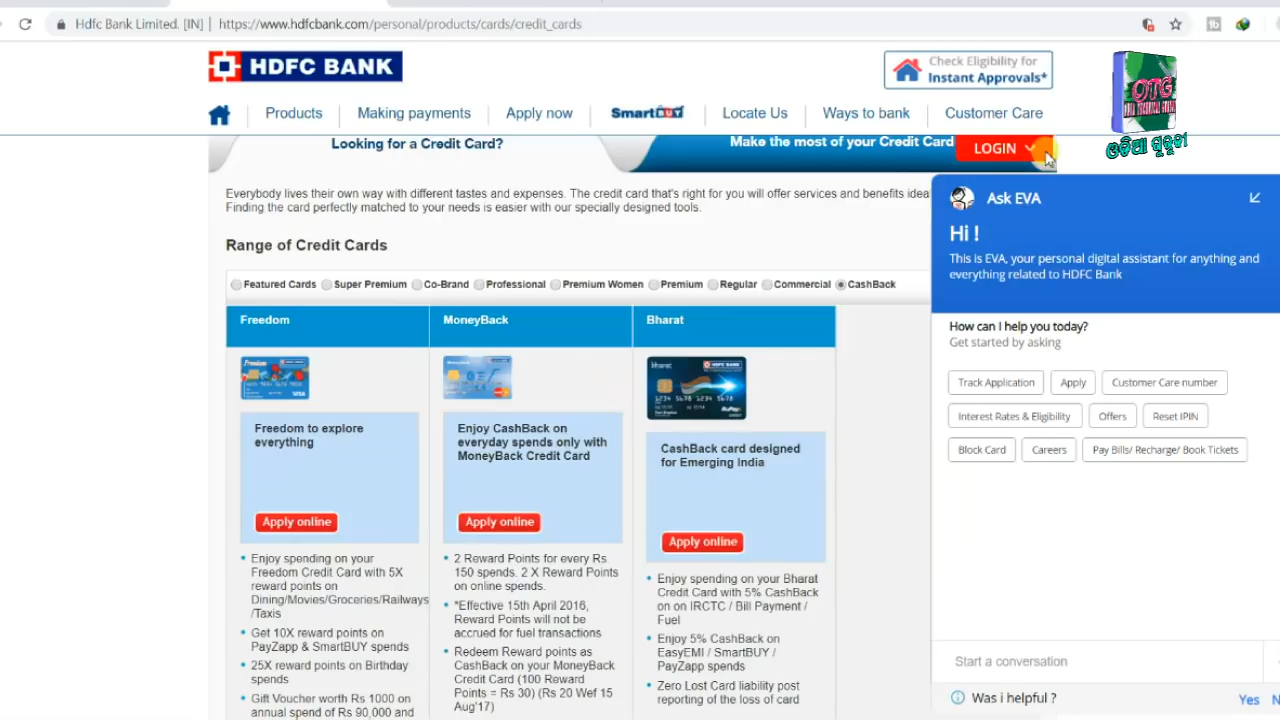 Hdfc Bank Limited. [IN] | https://www.hdfcbank.com/personal/products/cards/credit_cards
HDFC BANK
Check Eligibility for
Instant Approvals*
OTG
ଓଡିଆ ଗୁରୁଜୀ
Products
Making payments
Apply now
SmartBUY
Locate Us
Ways to bank
Customer Care
Looking for a Credit Card?
Make the most of your Credit Card
LOGIN
Everybody lives their own way with different tastes and expenses. The credit card that's right for you will offer services and benefits idea
Finding the card perfectly matched to your needs is easier with our specially designed tools.
Range of Credit Cards
Featured Cards
Super Premium
Co-Brand
Professional
Premium Women
Premium
Regular
Commercial
CashBack
Freedom
Freedom to explore
everything
Apply online
• Enjoy spending on your
Freedom Credit Card with 5X
reward points on
Dining/Movies/Groceries/Railways
/Taxis
• Get 10X reward points on
PayZapp & SmartBUY spends
• 25X reward points on Birthday
spends
• Gift Voucher worth Rs 1000 on
annual spend of Rs 90,000 and
MoneyBack
Enjoy CashBack on
everyday spends only with
MoneyBack Credit Card
Apply online
• 2 Reward Points for every Rs
150 spends. 2 X Reward Points
on online spends.
• *Effective 15th April 2016,
Reward Points will not be
accrued for fuel transactions
• Redeem Reward points as
CashBack on your MoneyBack
Credit Card (100 Reward
Points = Rs 30) (Rs 20 Wef 15
Aug'17)
Bharat
bharat
HDFC BANK
1234 5678 1234 5678
RuPay
CashBack card designed
for Emerging India
Apply online
• Enjoy spending on your Bharat
Credit Card with 5% CashBack
on on IRCTC / Bill Payment /
Fuel
• Enjoy 5% CashBack on
EasyEMI / SmartBUY /
PayZapp spends
• Zero Lost Card liability post
reporting of the loss of card
Ask EVA
Hi !
This is EVA, your personal digital assistant for anything and
everything related to HDFC Bank
How can I help you today?
Get started by asking
Track Application
Apply
Customer Care number
Interest Rates & Eligibility
Offers
Reset IPIN
Block Card
Careers
Pay Bills/ Recharge/ Book Tickets
Start a conversation
Was i helpful ?
Yes
N